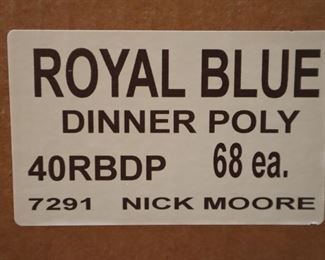 ROYAL BLUE
DINNER POLY
40RBDP 68 ea.
7291 NICK MOORE